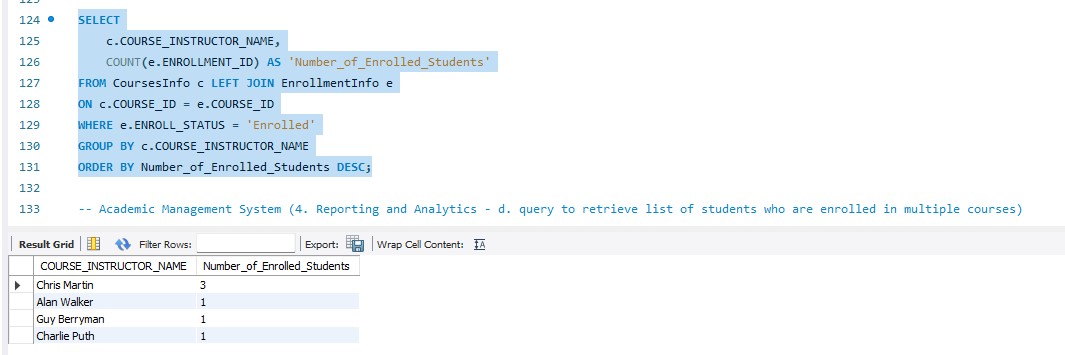 124 SELECT
125 c.COURSE_INSTRUCTOR_NAME,
126 COUNT(e.ENROLLMENT_ID) AS 'Number_of_Enrolled_Students'
127 FROM CoursesInfo c LEFT JOIN EnrollmentInfo e
128 ON c.COURSE_ID = e.COURSE_ID
129 WHERE e.ENROLL_STATUS = 'Enrolled'
130 GROUP BY c.COURSE_INSTRUCTOR_NAME
131 ORDER BY Number_of_Enrolled_Students DESC;
132
133 -- Academic Management System (4. Reporting and Analytics - d. query to retrieve list of students who are enrolled in multiple courses)
Result Grid Filter Rows: Export: Wrap Cell Content:
COURSE_INSTRUCTOR_NAME Number_of_Enrolled_Students
Chris Martin 3
Alan Walker 1
Guy Berryman 1
Charlie Puth 1